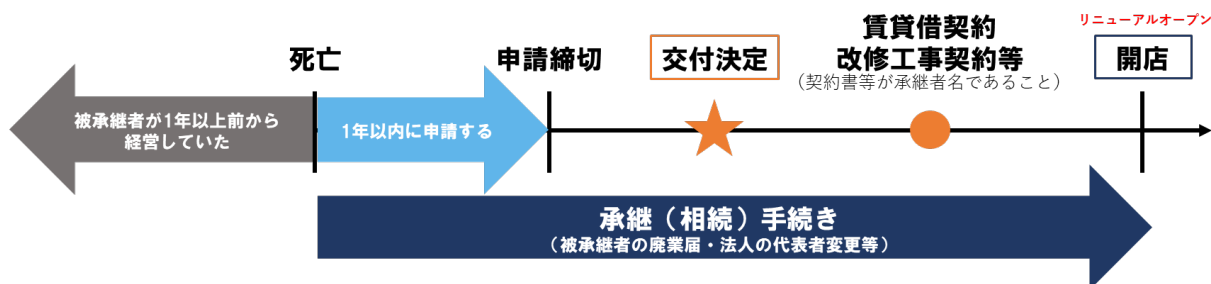 リニューアルオープン
死亡
申請締切
交付決定
賃貸借契約
改修工事契約等
（契約書等が承継者名であること）
開店
被承継者が1年以上前から
経営していた
1年以内に申請する
承継（相続）手続き
（被承継者の廃業届・法人の代表者変更等）